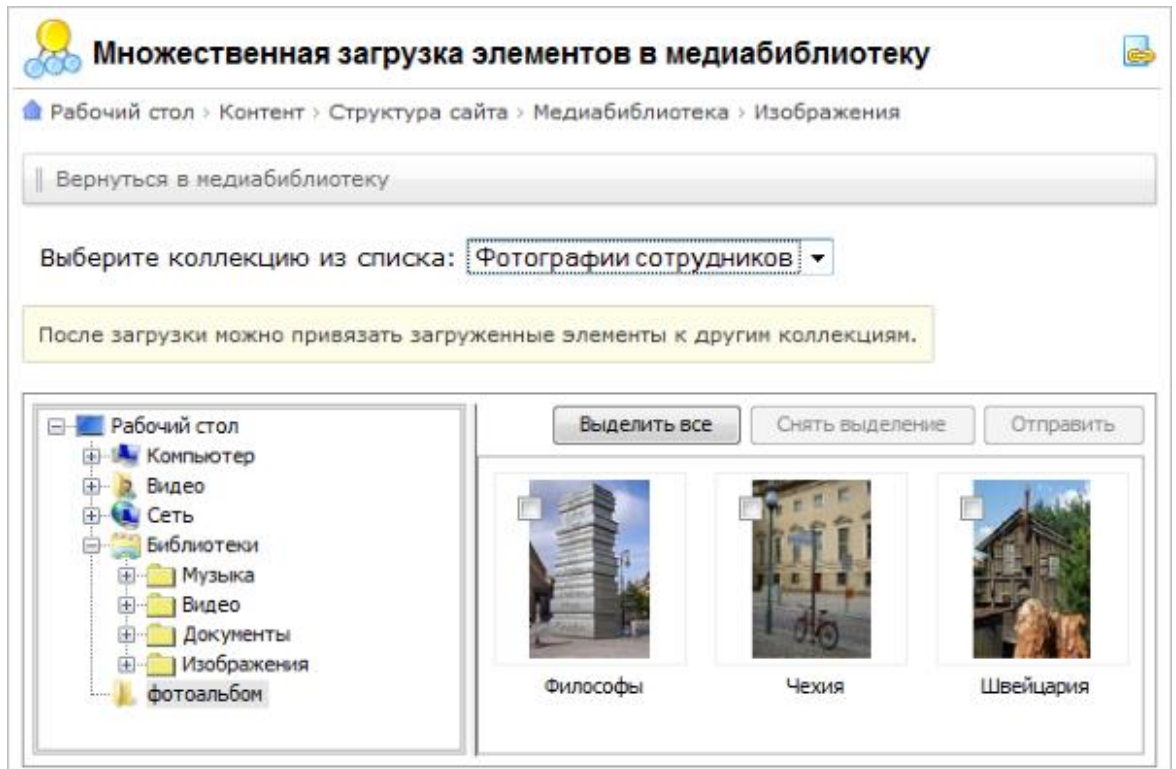 Множественная загрузка элементов в медиабиблиотеку
Рабочий стол › Контент › Структура сайта › Медиабиблиотека › Изображения
Вернуться в медиабиблиотеку
Выберите коллекцию из списка: Фотографии сотрудников
После загрузки можно привязать загруженные элементы к другим коллекциям.
Рабочий стол
Компьютер
Видео
Сеть
Библиотеки
Музыка
Видео
Документы
Изображения
фотоальбом
Выделить все Снять выделение Отправить
Философы Чехия Швейцария